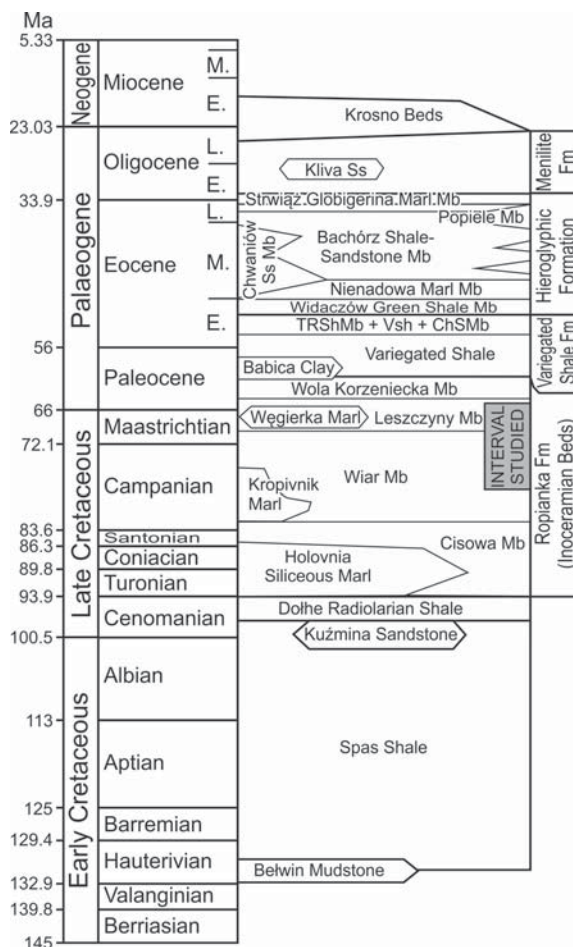 Ma
5.33
Neogene
Miocene
M.
E.
Krosno Beds
23.03
Palaeogene
Oligocene
L.
E.
Kliva Ss
Menilite
Fm
33.9
Strwiąż Globigerina Marl Mb
L.
Popiele Mb
Eocene
M.
Chwaniów
Ss Mb
Bachórz Shale-
Sandstone Mb
Hieroglyphic
Formation
Nienadowa Marl Mb
Widaczów Green Shale Mb
E.
TRShMb + Vsh + ChSMb
56
Variegated Shale
Variegated
Shale Fm
Paleocene
Babica Clay
Wola Korzeniecka Mb
66
Late Cretaceous
Maastrichtian
Węgierka Marl
Leszczyny Mb
INTERVAL
STUDIED
72.1
Campanian
Kropivnik
Marl
Wiar Mb
Ropianka Fm
(Inoceramian Beds)
83.6
Santonian
86.3
Coniacian
Cisowa Mb
89.8
Holovnia
Siliceous Marl
Turonian
93.9
Cenomanian
Dołhe Radiolarian Shale
Kuźmina Sandstone
100.5
Early Cretaceous
Albian
113
Spas Shale
Aptian
125
Barremian
129.4
Hauterivian
Bełwin Mudstone
132.9
Valanginian
139.8
Berriasian
145